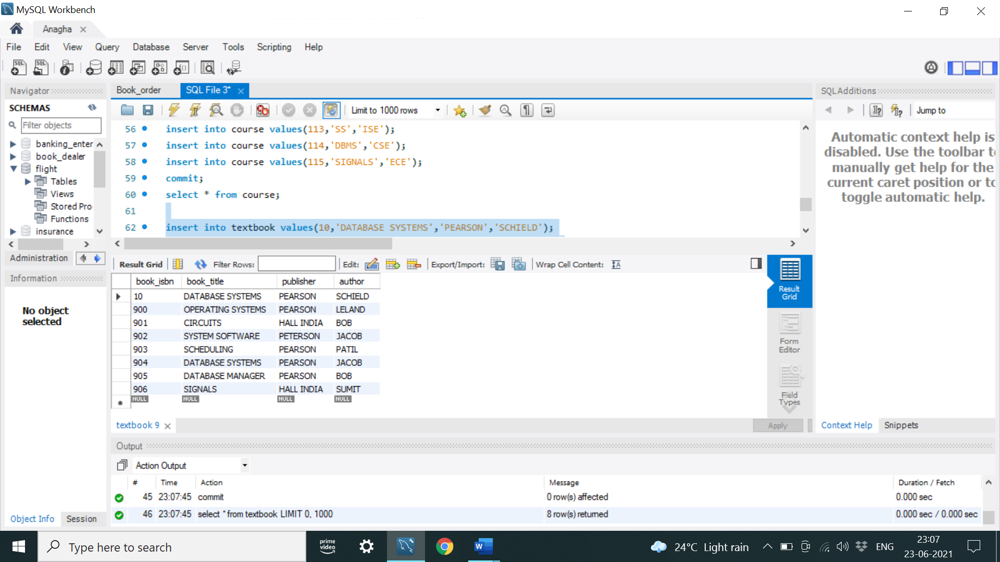 MySQL Workbench
Anagha
File Edit View Query Database Server Tools Scripting Help
Navigator
SCHEMAS
Filter objects
banking_enter
book_dealer
flight
Tables
Views
Stored Pro
Functions
insurance
Administration
Information
No object
selected
Object Info Session
Book_order SQL File 3*
Limit to 1000 rows
56 insert into course values(113,'SS','ISE');
57 insert into course values(114,'DBMS','CSE');
58 insert into course values(115,'SIGNALS','ECE');
59 commit;
60 select * from course;
61
62 insert into textbook values(10,'DATABASE SYSTEMS','PEARSON','SCHIELD');
Result Grid Filter Rows: Edit: Export/Import: Wrap Cell Content:
book_isbn book_title publisher author
10 DATABASE SYSTEMS PEARSON SCHIELD
900 OPERATING SYSTEMS PEARSON LELAND
901 CIRCUITS HALL INDIA BOB
902 SYSTEM SOFTWARE PETERSON JACOB
903 SCHEDULING PEARSON PATIL
904 DATABASE SYSTEMS PEARSON JACOB
905 DATABASE MANAGER PEARSON BOB
906 SIGNALS HALL INDIA SUMIT
NULL NULL NULL NULL
Result
Grid
Form
Editor
Field
Types
textbook 9
Apply
SQLAdditions
Jump to
Automatic context help is
disabled. Use the toolbar to
manually get help for the
current caret position or to
toggle automatic help.
Context Help Snippets
Output
Action Output
# Time Action Message Duration / Fetch
45 23:07:45 commit 0 row(s) affected 0.000 sec
46 23:07:45 select * from textbook LIMIT 0, 1000 8 row(s) returned 0.000 sec / 0.000 sec
Type here to search
prime
video
W
24°C Light rain
ENG
23:07
23-06-2021